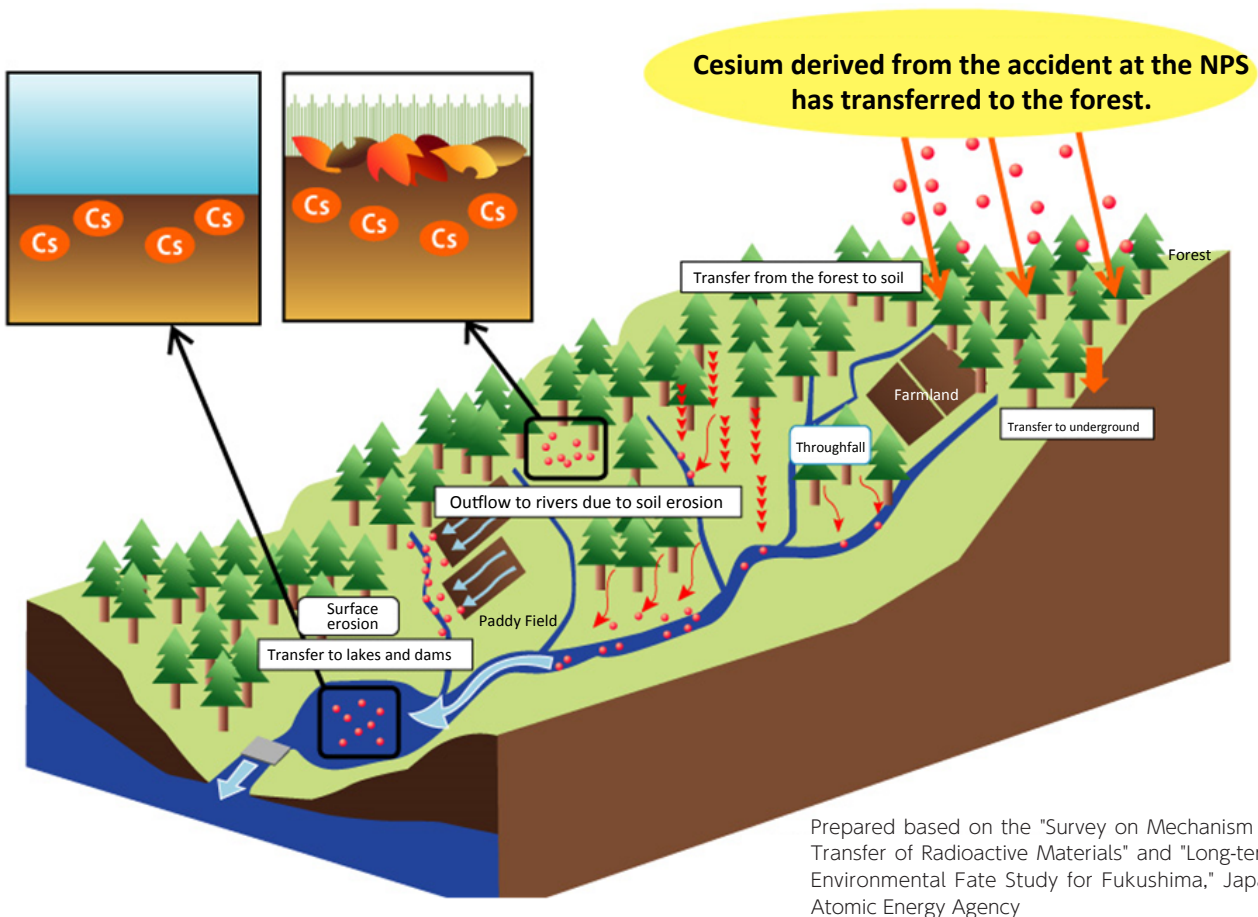 Cesium derived from the accident at the NPS
has transferred to the forest.
Cs
Cs
Cs
Cs
Cs
Cs
Cs
Cs
Forest
Transfer from the forest to soil
Farmland
Transfer to underground
Throughfall
Outflow to rivers due to soil erosion
Surface
erosion
Paddy Field
Transfer to lakes and dams
Prepared based on the "Survey on Mechanism
Transfer of Radioactive Materials" and "Long-ter
Environmental Fate Study for Fukushima," Japa
Atomic Energy Agency